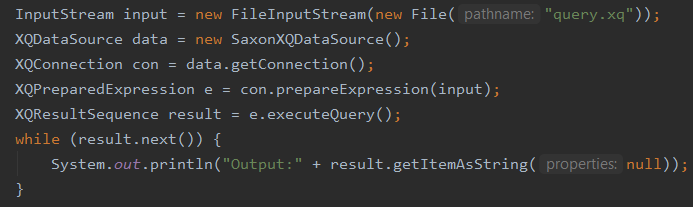 InputStream input = new FileInputStream(new File( pathname: "query.xq"));
XQDataSource data = new SaxonXQDataSource();
XQConnection con = data.getConnection();
XQPreparedExpression e = con.prepareExpression(input);
XQResultSequence result = e.executeQuery();
while (result.next()) {
    System.out.println("Output:" + result.getItemAsString( properties: null));
}